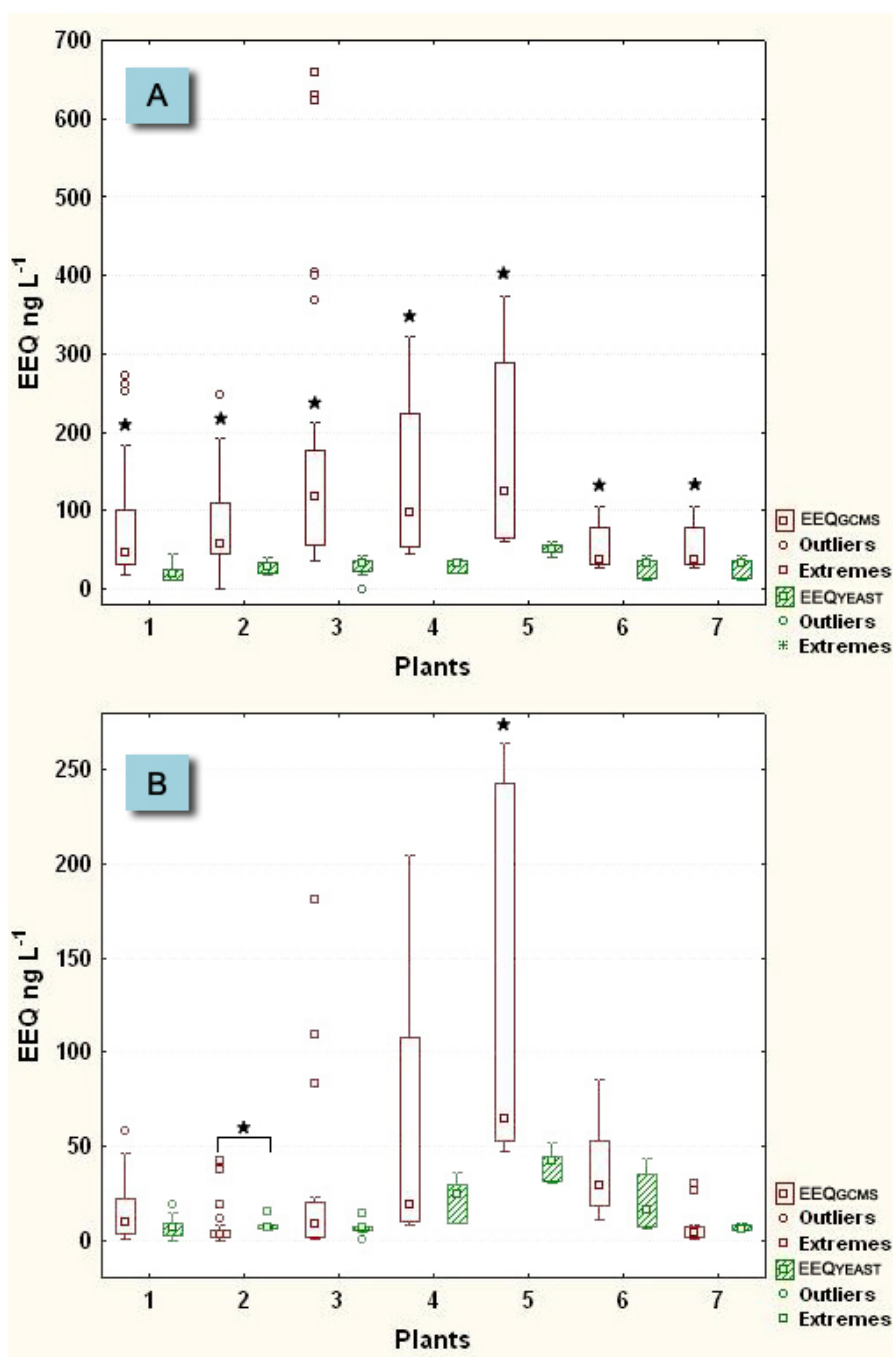 700
A
600
500
400
300
200
100
0
EEQ ng L-1
1 2 3 4 5 6 7
Plants
EEQGCMS
Outliers
Extremes
EEQYEAST
Outliers
Extremes
B
250
200
150
100
50
0
EEQ ng L-1
1 2 3 4 5 6 7
Plants
EEQGCMS
Outliers
Extremes
EEQYEAST
Outliers
Extremes